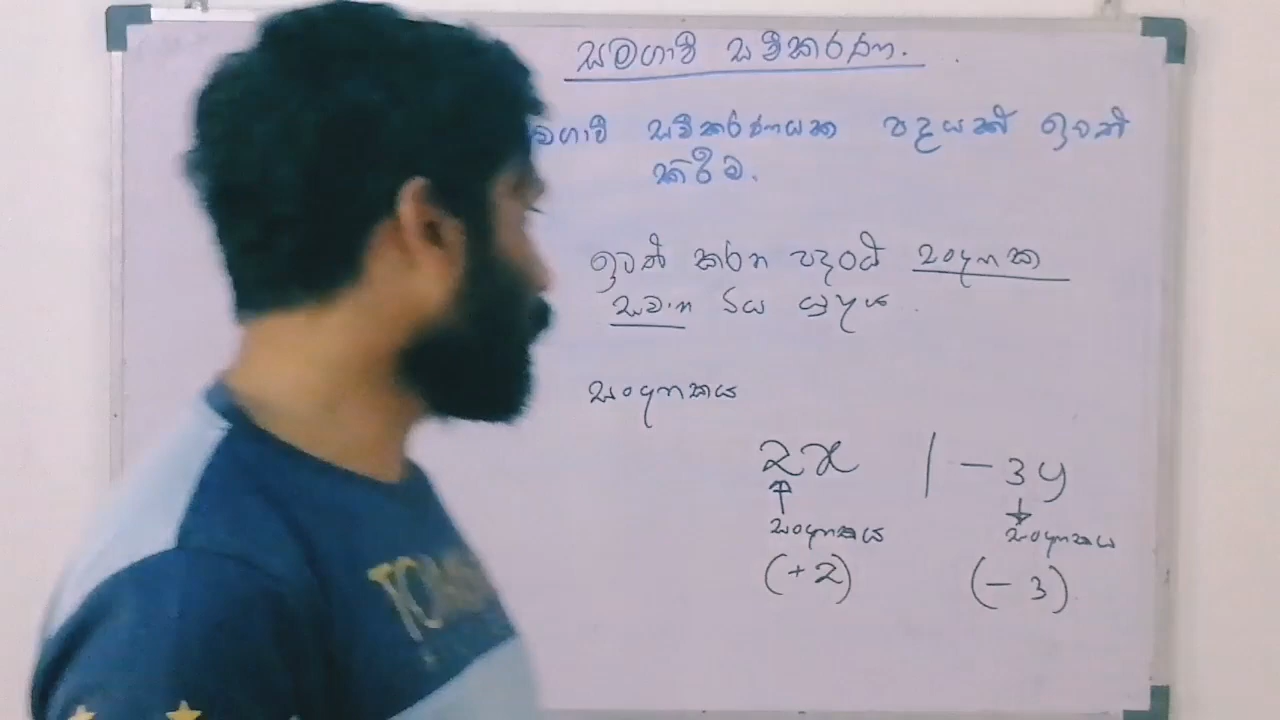 සමගාමී සමීකරණ.
සමීකරණයක පදයක් ඉවත්
කිරීම.
ඉවත් කරන පදවල සංගුණක
සමාන විය යුතුය.
සංගුණකය
2x | - 3y
සංගුණකය සංගුණකය
(+2) (- 3)